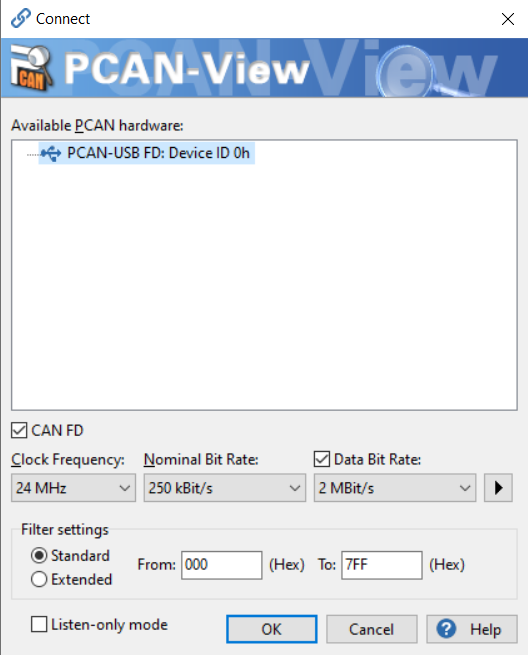 Connect
CAN
PCAN-View
Available PCAN hardware:
PCAN-USB FD: Device ID 0h
CAN FD
Clock Frequency: Nominal Bit Rate: Data Bit Rate:
24 MHz 250 kBit/s 2 MBit/s
Filter settings
Standard
Extended
From: 000 (Hex) To: 7FF (Hex)
Listen-only mode
OK Cancel ? Help